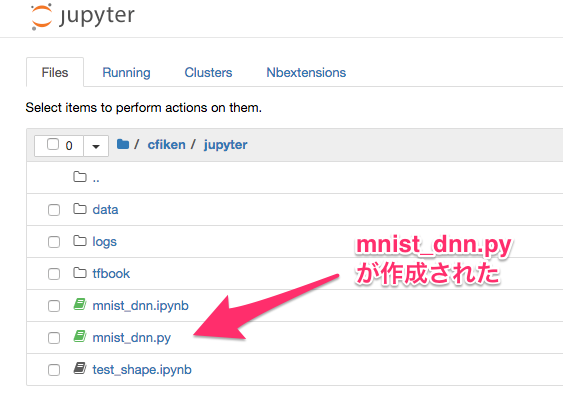 jupyter
Files Running Clusters Nbextensions
Select items to perform actions on them.
0 / cfiken / jupyter
..
data
logs
tfbook
mnist_dnn.ipynb
mnist_dnn.py
test_shape.ipynb
mnist_dnn.py
が作成された